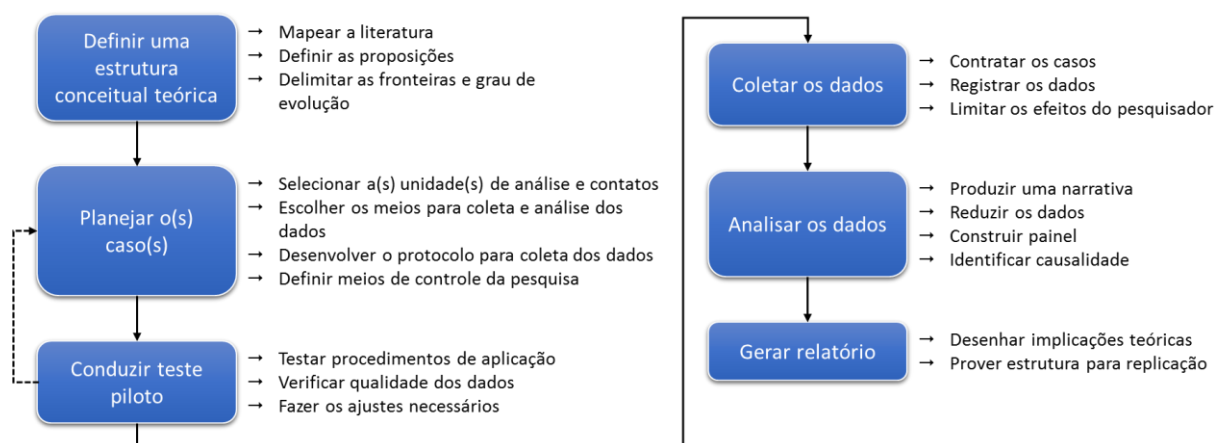 Definir uma
estrutura
conceitual teórica
→ Mapear a literatura
→ Definir as proposições
→ Delimitar as fronteiras e grau de
evolução
Planejar o(s)
caso(s)
→ Selecionar a(s) unidade(s) de análise e contatos
→ Escolher os meios para coleta e análise dos
dados
→ Desenvolver o protocolo para coleta dos dados
→ Definir meios de controle da pesquisa
Conduzir teste
piloto
→ Testar procedimentos de aplicação
→ Verificar qualidade dos dados
→ Fazer os ajustes necessários
Coletar os dados
→ Contratar os casos
→ Registrar os dados
→ Limitar os efeitos do pesquisador
Analisar os dados
→ Produzir uma narrativa
→ Reduzir os dados
→ Construir painel
→ Identificar causalidade
Gerar relatório
→ Desenhar implicações teóricas
→ Prover estrutura para replicação